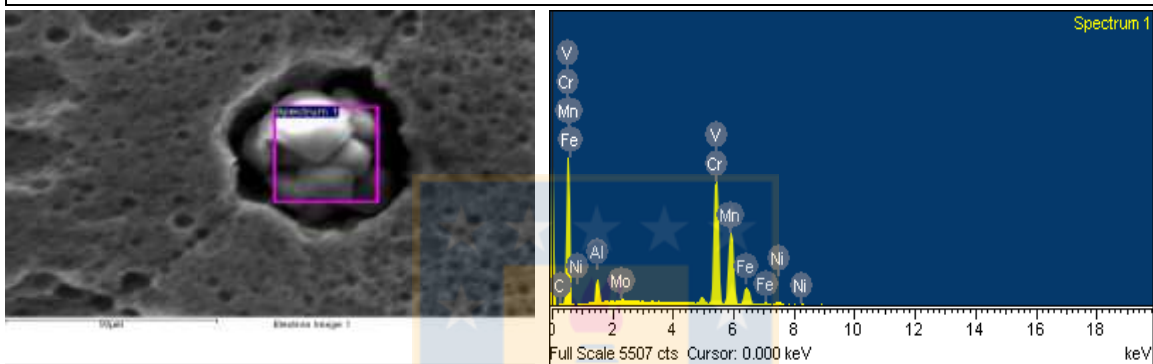 Spectrum 1
Spectrum 1
V
Cr
Mn
Fe
V
Cr
Mn
Ni
Al
Mo
Fe
Fe
Ni
Ni
C
0 2 4 6 8 10 12 14 16 18
Full Scale 5507 cts Cursor: 0.000 keV
keV
Electron Image 1